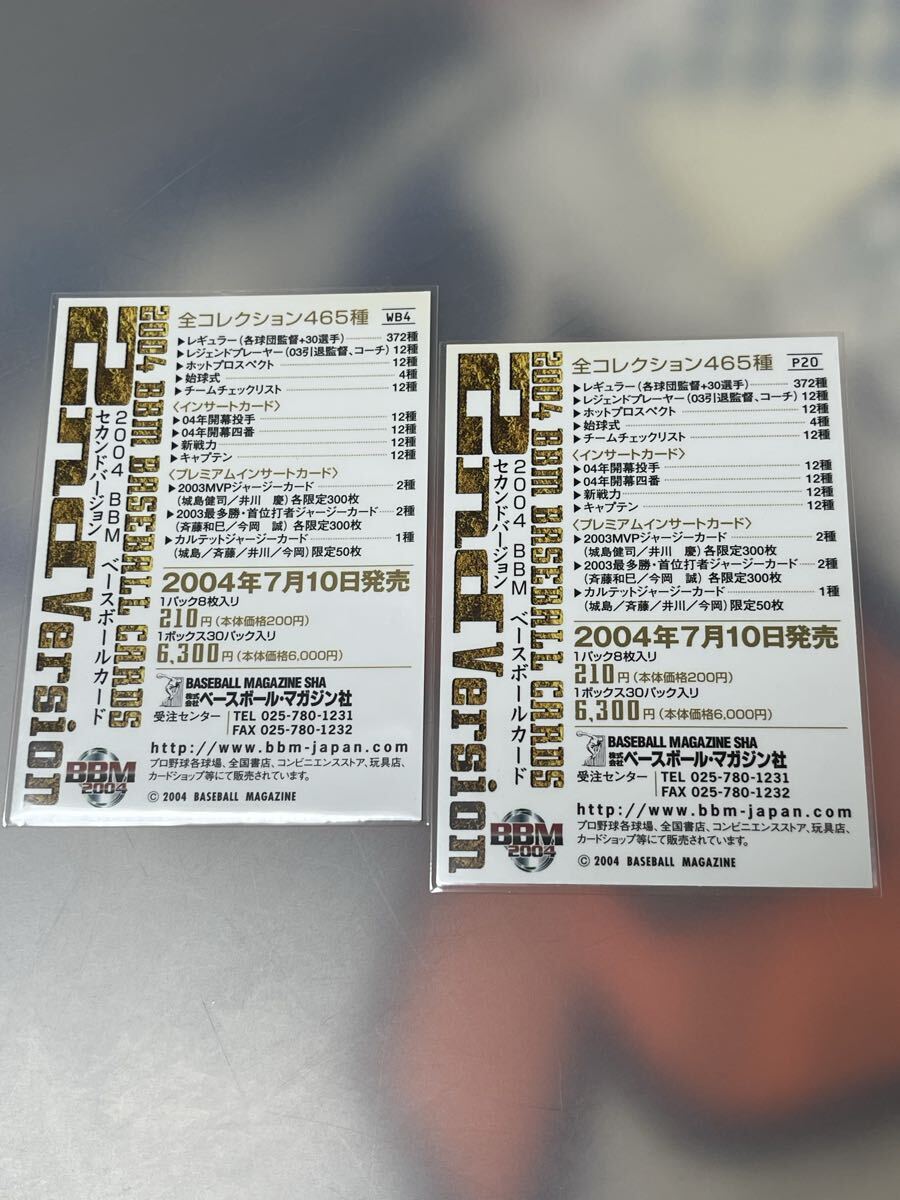 2004 BBM BASEBALL CARDS
2nd Version
2004 BBM ベースボールカード
セカンドバージョン
全コレクション465種 WB4
▶レギュラー(各球団監督+30選手) 372種
▶レジェンドプレーヤー(03引退監督、コーチ) 12種
▶ホットプロスペクト 12種
▶始球式 4種
▶チームチェックリスト 12種
〈インサートカード〉
▶04年開幕投手 12種
▶04年開幕四番 12種
▶新戦力 12種
▶キャプテン 12種
〈プレミアムインサートカード〉
▶2003MVPジャージーカード 2種
(城島健司/井川 慶)各限定300枚
▶2003最多勝・首位打者ジャージーカード 2種
(斉藤和巳/今岡 誠)各限定300枚
▶カルテットジャージーカード 1種
(城島/斉藤/井川/今岡)限定50枚
2004年7月10日発売
1パック8枚入り
210円(本体価格200円)
1ボックス30パック入り
6,300円(本体価格6,000円)
BASEBALL MAGAZINE SHA
株式会社ベースボール・マガジン社
受注センター TEL 025-780-1231
FAX 025-780-1232
http://www.bbm-japan.com
プロ野球各球場、全国書店、コンビニエンスストア、玩具店、
カードショップ等にて販売されています。
BBM
2004
© 2004 BASEBALL MAGAZINE
2004 BBM BASEBALL CARDS
2nd Version
2004 BBM ベースボールカード
セカンドバージョン
全コレクション465種 P20
▶レギュラー(各球団監督+30選手) 372種
▶レジェンドプレーヤー(03引退監督、コーチ) 12種
▶ホットプロスペクト 12種
▶始球式 4種
▶チームチェックリスト 12種
〈インサートカード〉
▶04年開幕投手 12種
▶04年開幕四番 12種
▶新戦力 12種
▶キャプテン 12種
〈プレミアムインサートカード〉
▶2003MVPジャージーカード 2種
(城島健司/井川 慶)各限定300枚
▶2003最多勝・首位打者ジャージーカード 2種
(斉藤和巳/今岡 誠)各限定300枚
▶カルテットジャージーカード 1種
(城島/斉藤/井川/今岡)限定50枚
2004年7月10日発売
1パック8枚入り
210円(本体価格200円)
1ボックス30パック入り
6,300円(本体価格6,000円)
BASEBALL MAGAZINE SHA
株式会社ベースボール・マガジン社
受注センター TEL 025-780-1231
FAX 025-780-1232
http://www.bbm-japan.com
プロ野球各球場、全国書店、コンビニエンスストア、玩具店、
カードショップ等にて販売されています。
BBM
2004
© 2004 BASEBALL MAGAZINE